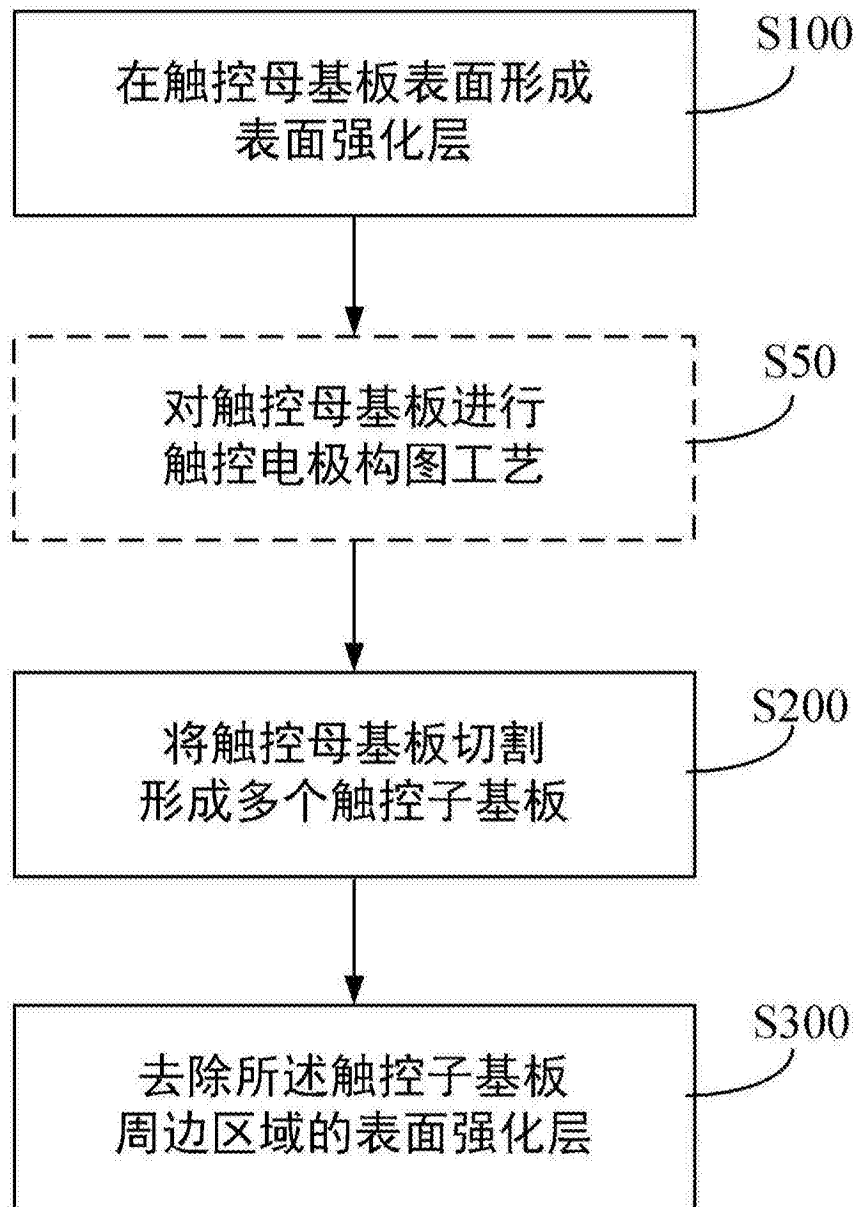 S100
在触控母基板表面形成
表面强化层
S50
对触控母基板进行
触控电极构图工艺
S200
将触控母基板切割
形成多个触控子基板
S300
去除所述触控子基板
周边区域的表面强化层